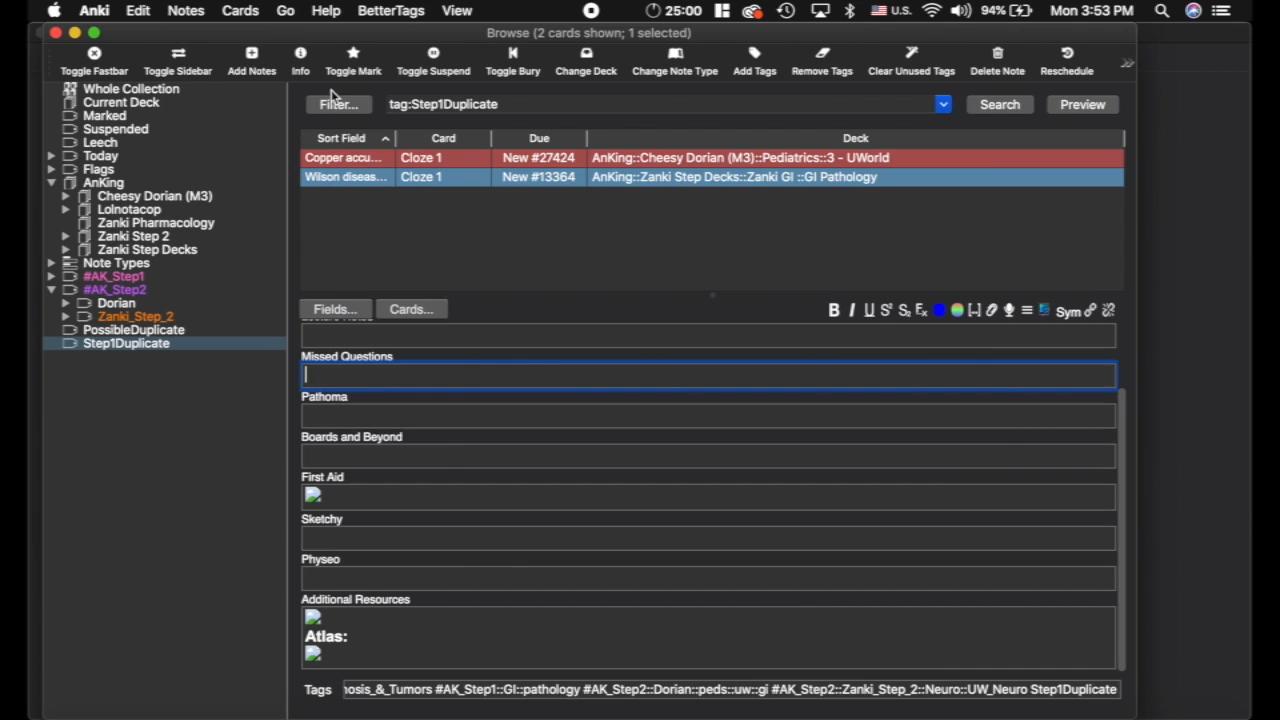 Anki Edit Notes Cards Go Help BetterTags View 25:00 U.S. 94% Mon 3:53 PM
Browse (2 cards shown; 1 selected)
Toggle Fastbar Toggle Sidebar Add Notes Info Toggle Mark Toggle Suspend Toggle Bury Change Deck Change Note Type Add Tags Remove Tags Clear Unused Tags Delete Note Reschedule
Whole Collection
Current Deck
Marked
Suspended
Leech
Today
Flags
AnKing
Cheesy Dorian (M3)
Lolnotacop
Zanki Pharmacology
Zanki Step 2
Zanki Step Decks
Note Types
#AK_Step1
#AK_Step2
Dorian
Zanki_Step_2
PossibleDuplicate
Step1Duplicate
Filter... tag:Step1Duplicate Search Preview
Sort Field Card Due Deck
Copper accu... Cloze 1 New #27424 AnKing::Cheesy Dorian (M3)::Pediatrics::3 - UWorld
Wilson diseas... Cloze 1 New #13364 AnKing::Zanki Step Decks::Zanki GI ::GI Pathology
Fields... Cards... B I U S² S₂ Eₓ [...] Sym
Missed Questions
Pathoma
Boards and Beyond
First Aid
Sketchy
Physeo
Additional Resources
Atlas:
Tags osis_&_Tumors #AK_Step1::GI::pathology #AK_Step2::Dorian::peds::uw::gi #AK_Step2::Zanki_Step_2::Neuro::UW_Neuro Step1Duplicate